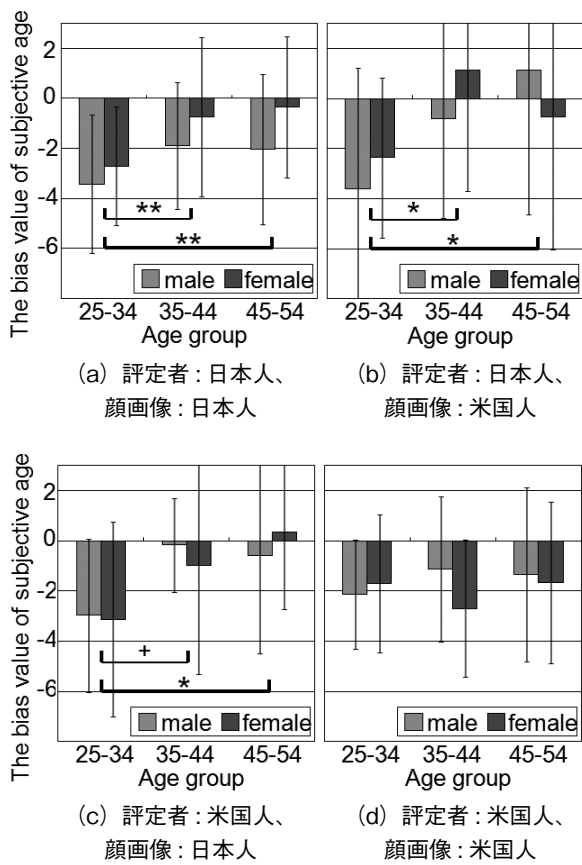 The bias value of subjective age
2
0
-2
-4
-6
**
**
male female
25-34 35-44 45-54
Age group
(a) 評定者：日本人、
顔画像：日本人
*
*
male female
25-34 35-44 45-54
Age group
(b) 評定者：日本人、
顔画像：米国人
The bias value of subjective age
2
0
-2
-4
-6
+
*
male female
25-34 35-44 45-54
Age group
(c) 評定者：米国人、
顔画像：日本人
male female
25-34 35-44 45-54
Age group
(d) 評定者：米国人、
顔画像：米国人